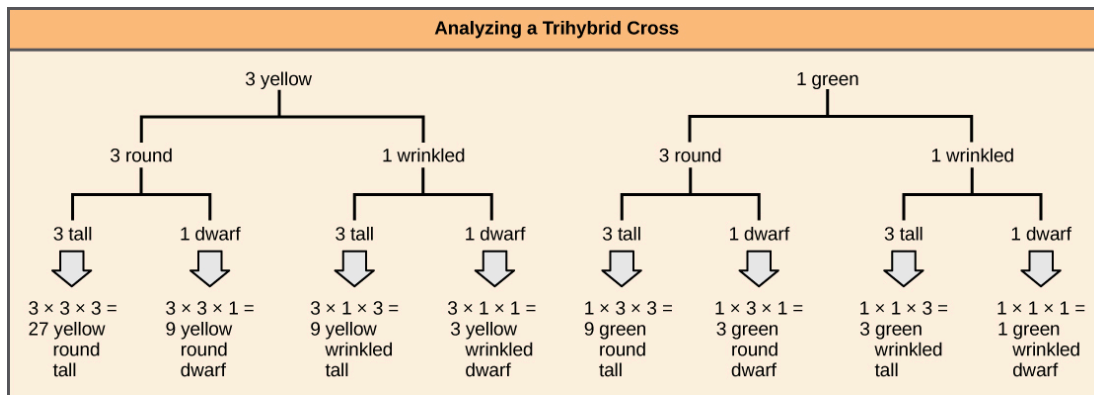 Analyzing a Trihybrid Cross
3 yellow
1 green
3 round
1 wrinkled
3 round
1 wrinkled
3 tall
1 dwarf
3 tall
1 dwarf
3 tall
1 dwarf
3 tall
1 dwarf
3 × 3 × 3 =
27 yellow
round
tall
3 × 3 × 1 =
9 yellow
round
dwarf
3 × 1 × 3 =
9 yellow
wrinkled
tall
3 × 1 × 1 =
3 yellow
wrinkled
dwarf
1 × 3 × 3 =
9 green
round
tall
1 × 3 × 1 =
3 green
round
dwarf
1 × 1 × 3 =
3 green
wrinkled
tall
1 × 1 × 1 =
1 green
wrinkled
dwarf